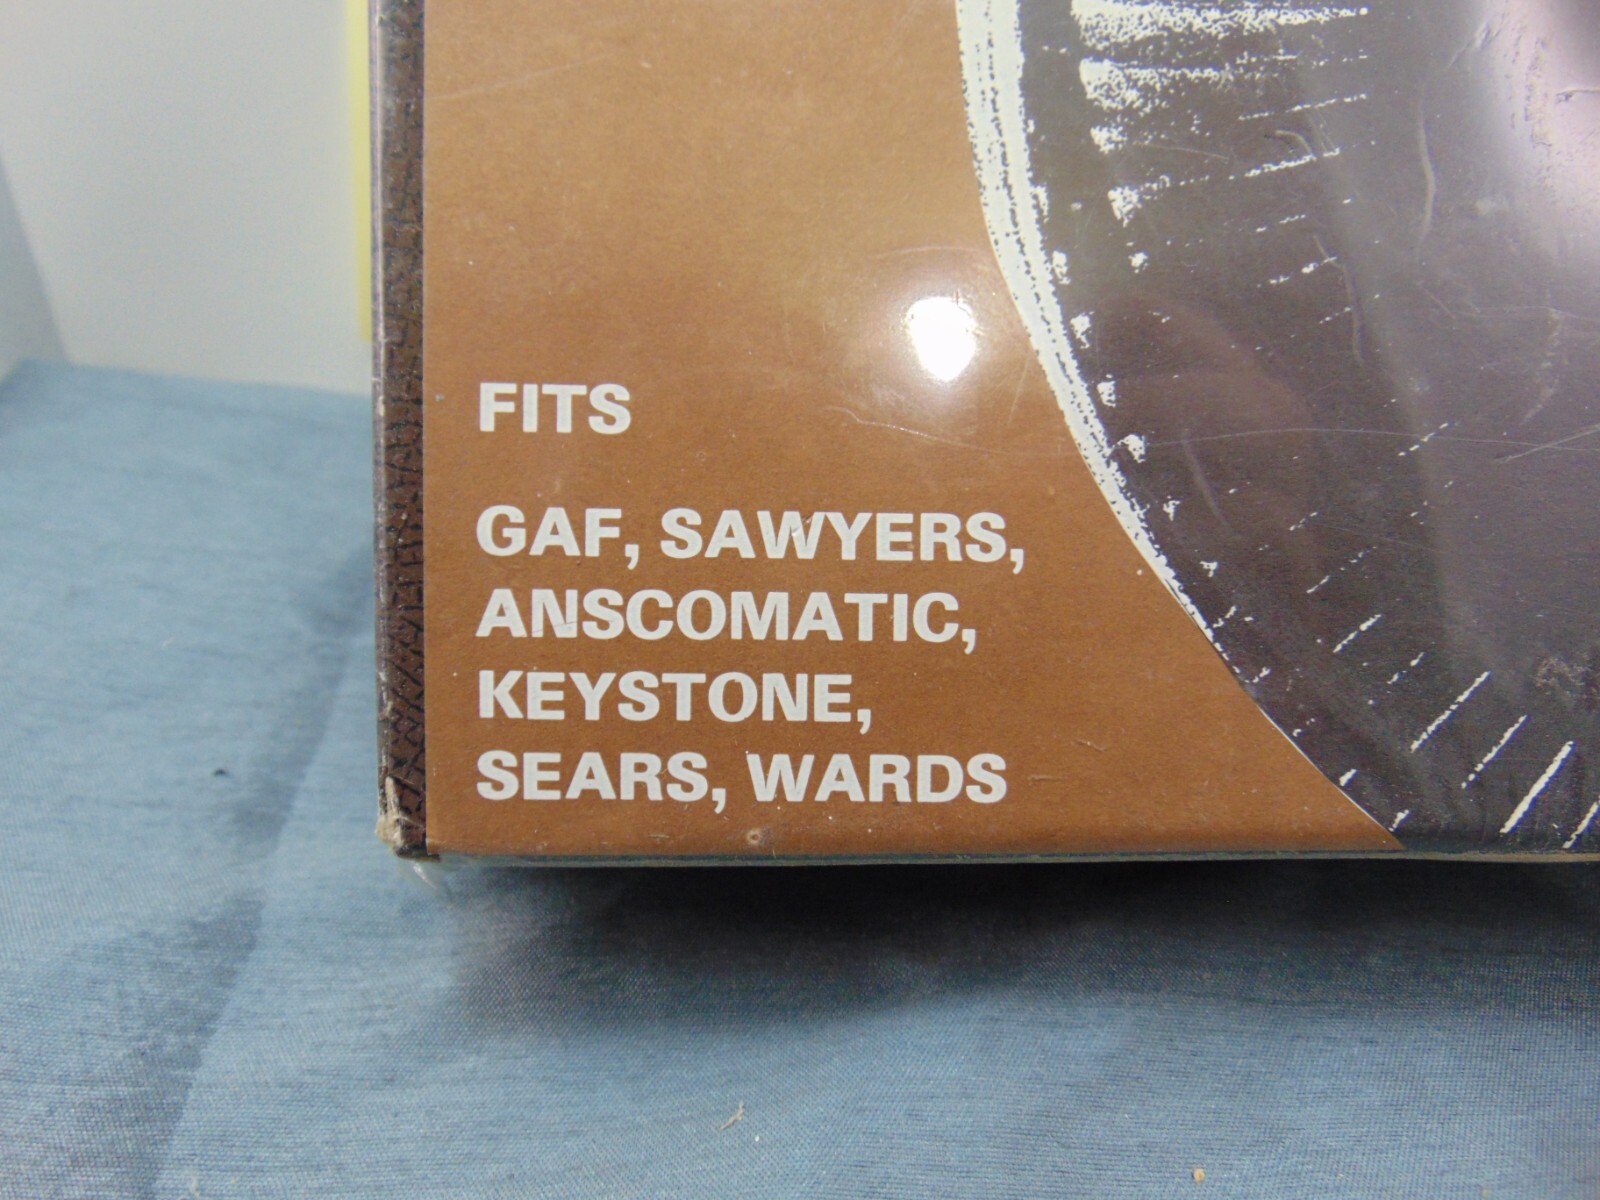 FITS
GAF, SAWYERS,
ANSCOMATIC,
KEYSTONE,
SEARS, WARDS